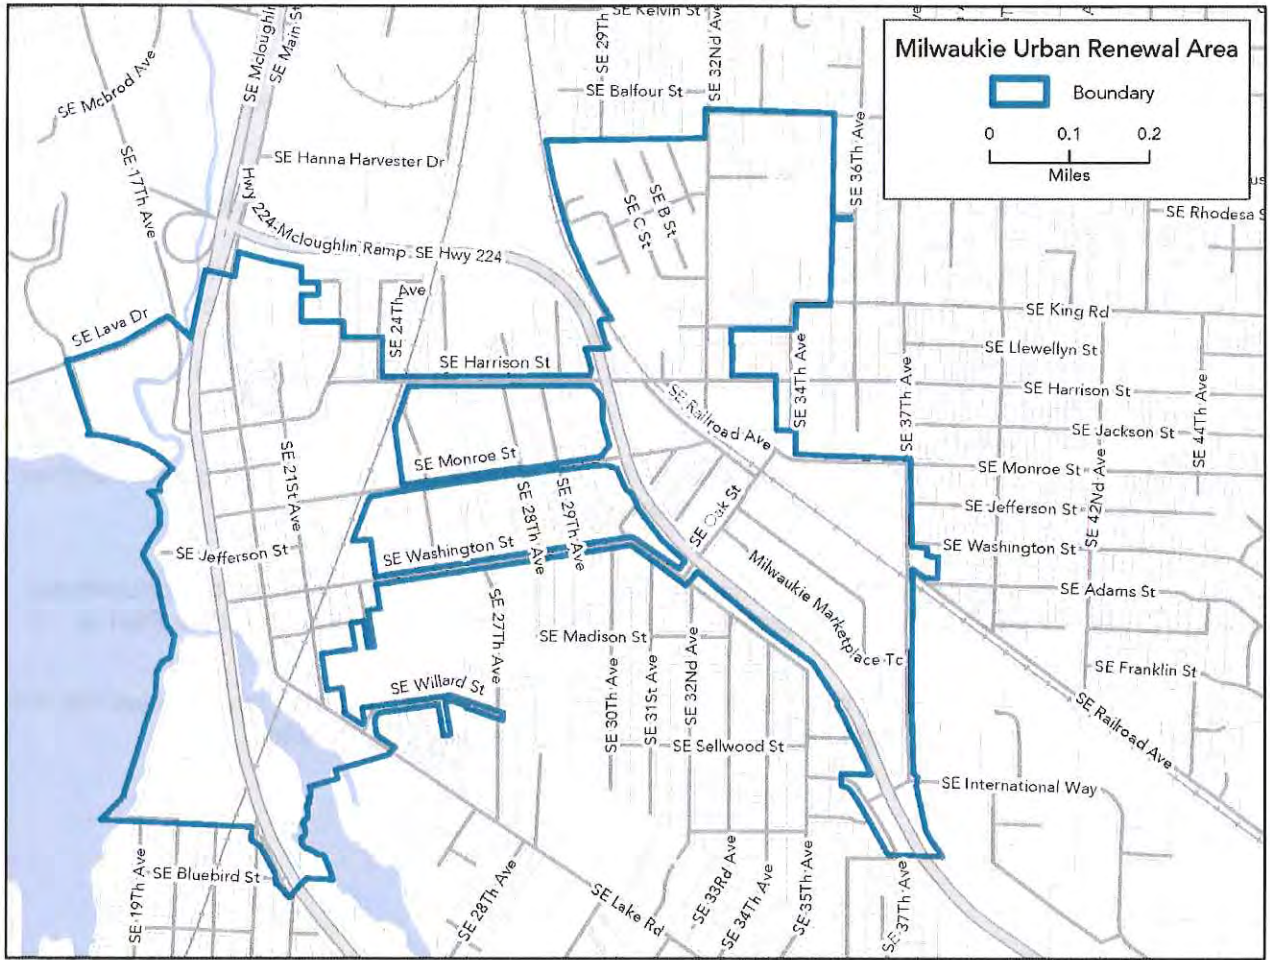 SE Kelvin St
SE Mcloughlin
SE Main St
SE 29Th
SE 32Nd Ave
Milwaukie Urban Renewal Area
Boundary
0 0.1 0.2
Miles
SE Mcbrod Ave
SE Balfour St
SE 17Th Ave
SE Hanna Harvester Dr
SE 36Th Ave
SE B St
SE C St
SE Rhodesa S
Hwy 224-Mcloughlin Ramp
SE Hwy 224
SE Lava Dr
SE 24Th Ave
SE King Rd
SE Harrison St
SE Llewellyn St
SE 34Th Ave
SE 37Th Ave
SE Harrison St
SE 44Th Ave
SE Railroad Ave
SE Jackson St
SE 21St Ave
SE Monroe St
SE Monroe St
SE 42Nd Ave
SE 28Th Ave
SE 29Th Ave
SE Oak St
SE Jefferson St
SE Jefferson St
SE Washington St
SE Washington St
Milwaukie Marketplace Tc
SE Adams St
SE 27Th Ave
SE Madison St
SE Franklin St
SE Willard St
SE 30Th Ave
SE 31St Ave
SE 32Nd Ave
SE Railroad Ave
SE Sellwood St
SE International Way
SE 19Th Ave
SE Bluebird St
SE 28Th Ave
SE Lake Rd
SE 33Rd Ave
SE 34Th Ave
SE 35Th Ave
SE 37Th Ave